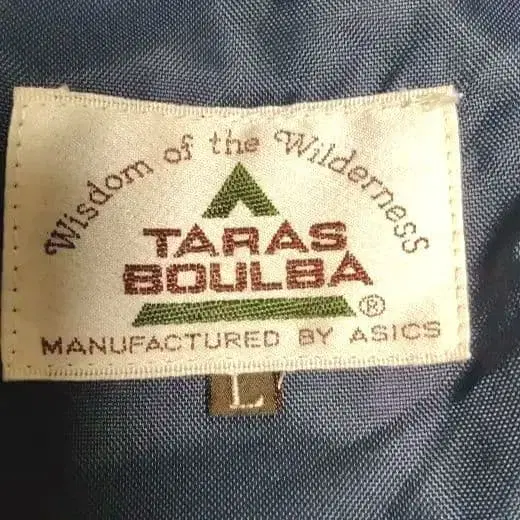 Wisdom of the Wilderness
TARAS
BOULBA
®
MANUFACTURED BY ASICS
L